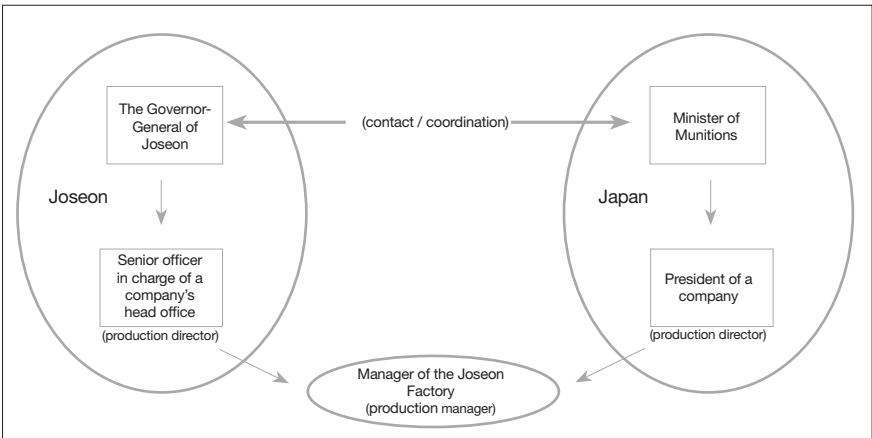 The Governor-
General of
Joseon
(contact / coordination)
Minister of
Munitions
Joseon
Japan
Senior officer
in charge of a
company's
head office
(production director)
President of a
company
(production director)
Manager of the Joseon
Factory
(production manager)